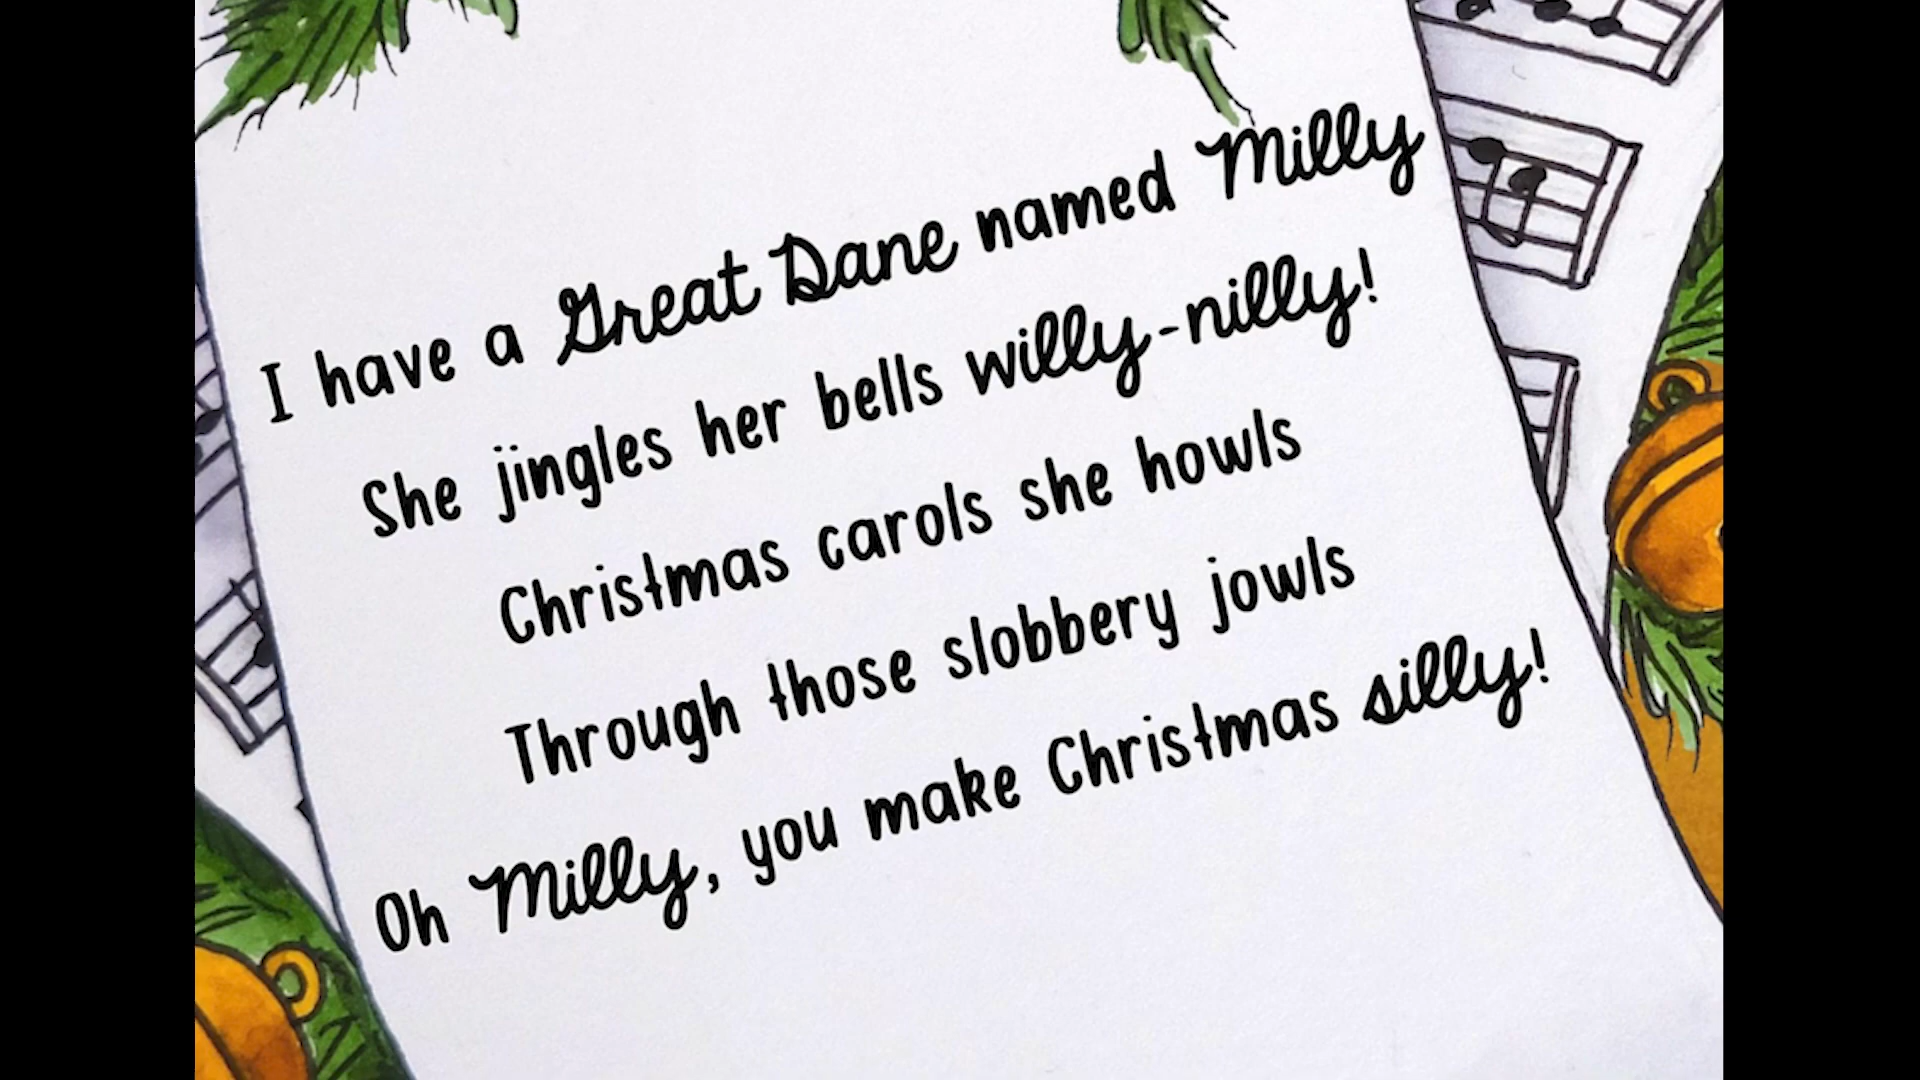 I have a Great Dane named Milly
She jingles her bells willy-nilly!
Christmas carols she howls
Through those slobbery jowls
Oh Milly, you make Christmas silly!